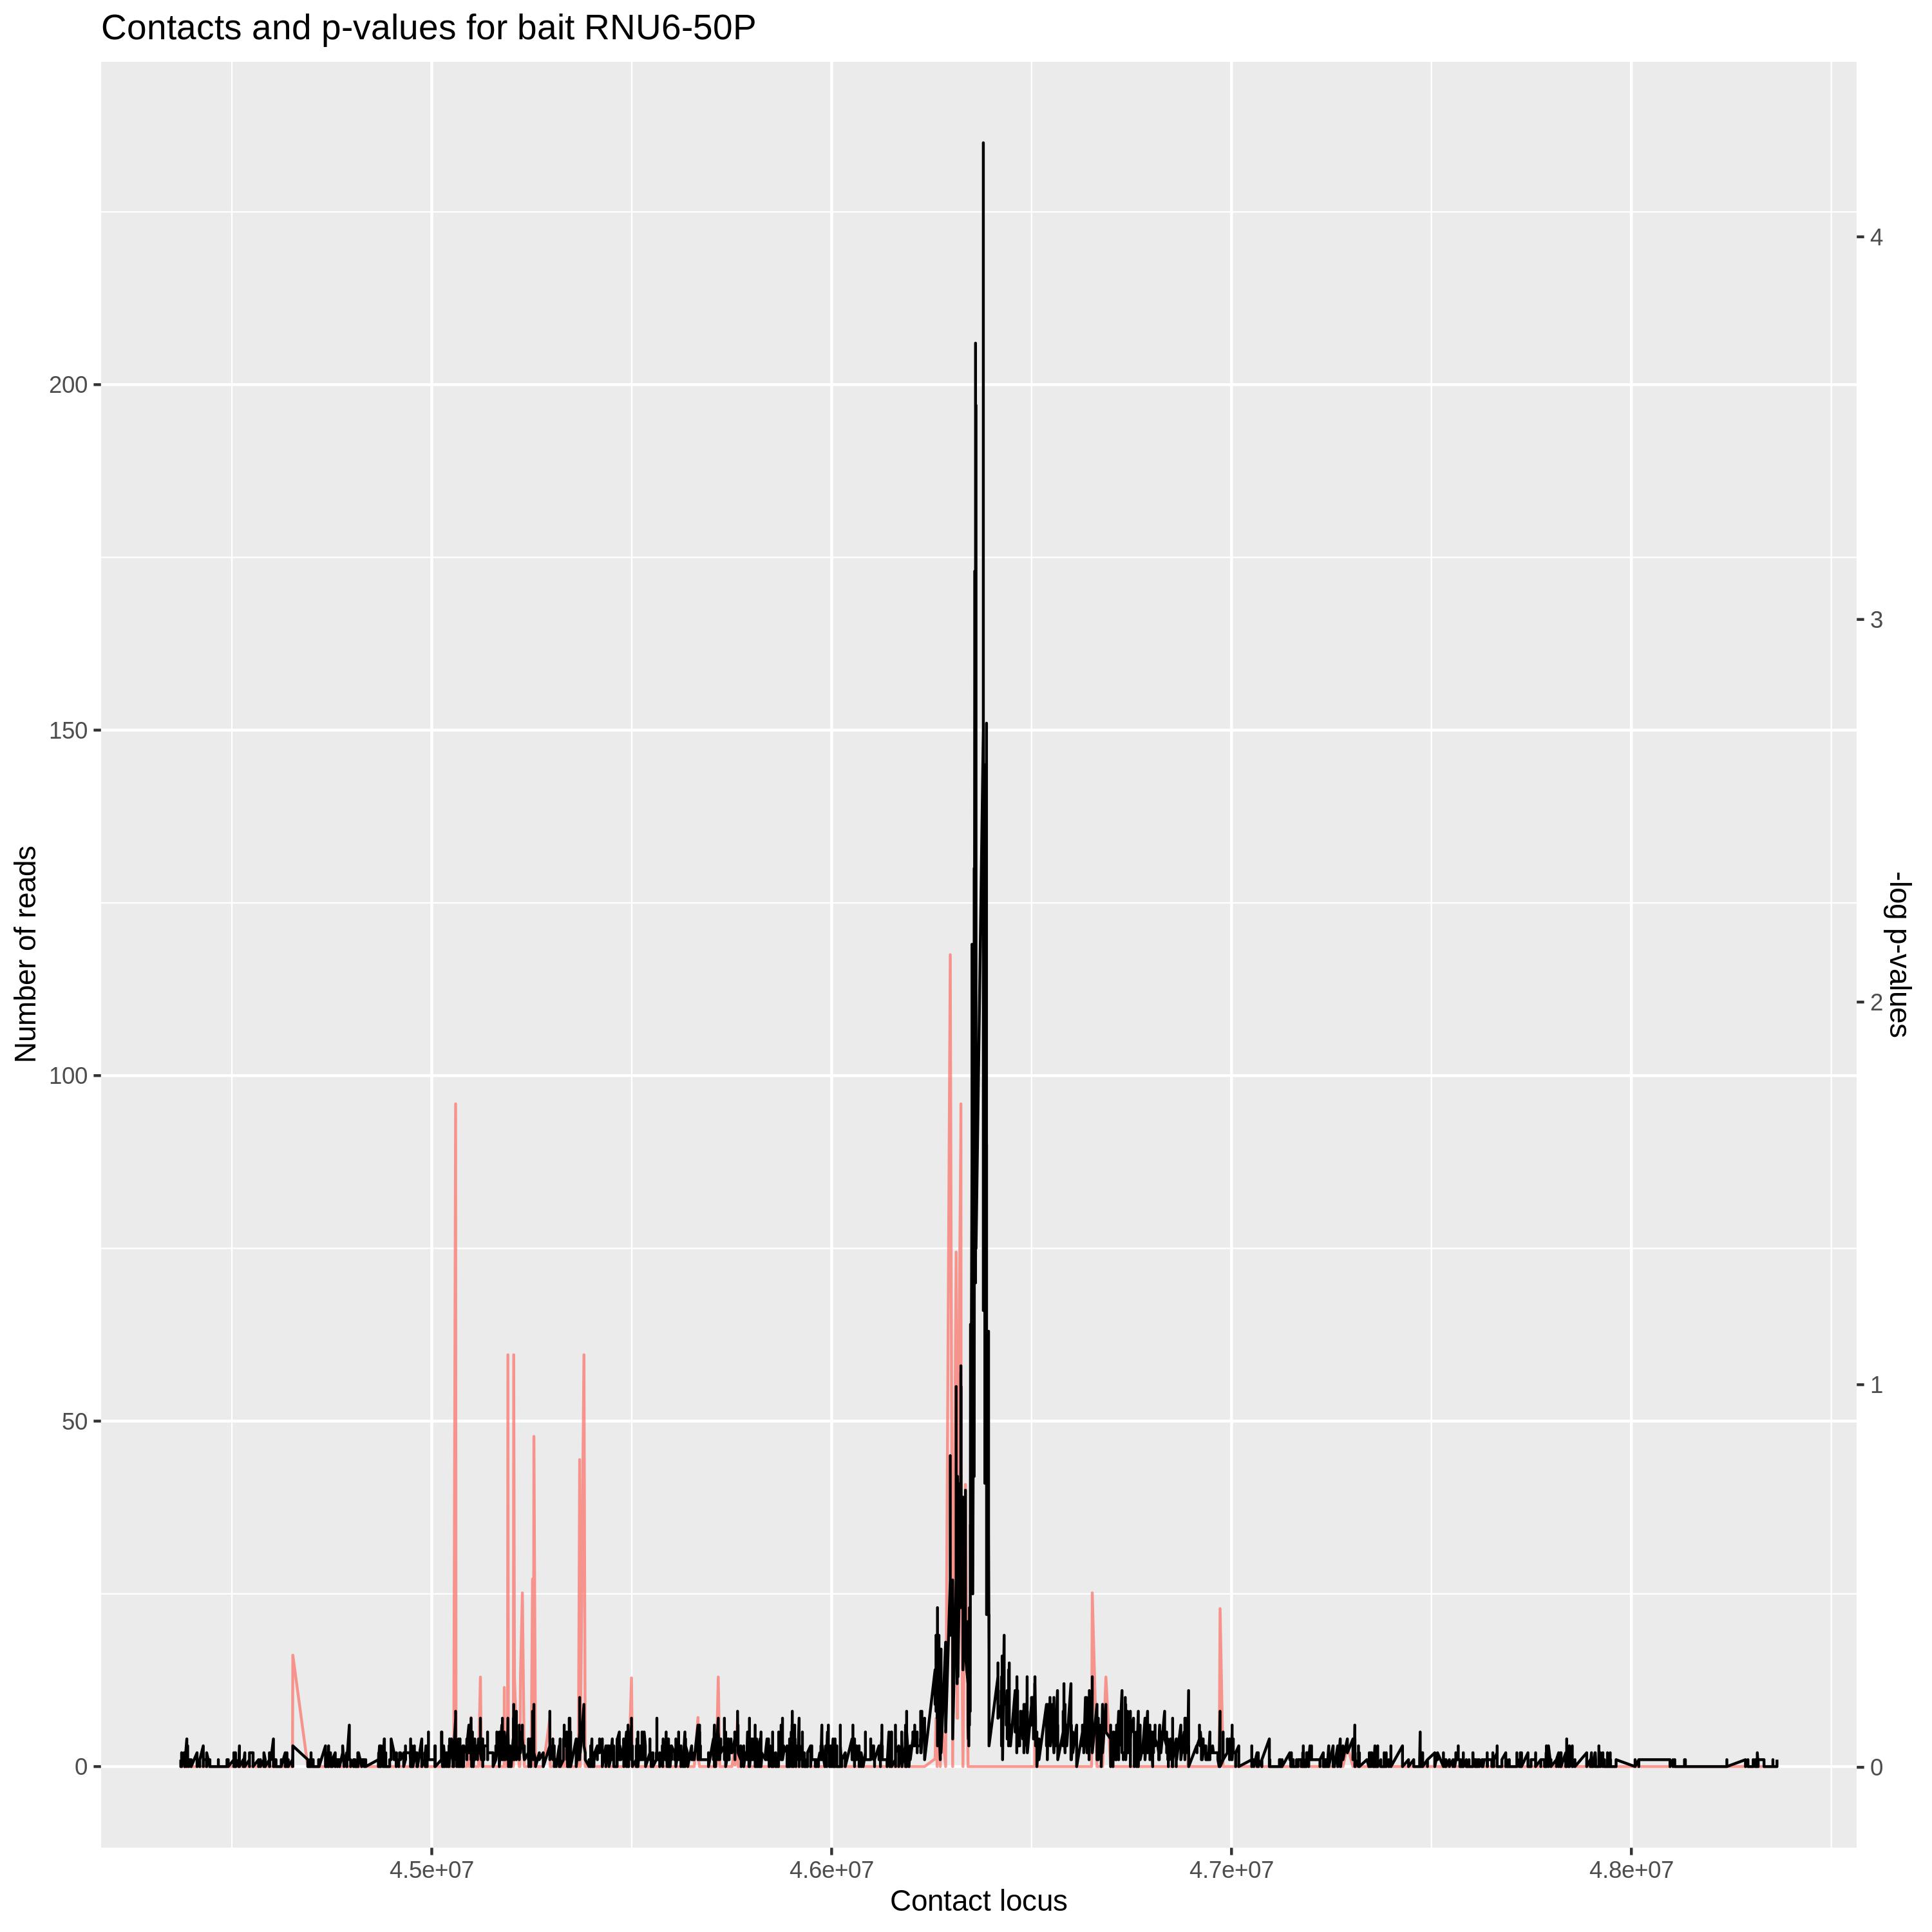 Contacts and p-values for bait RNU6-50P
200
150
100
50
0
Number of reads
4
3
2
1
0
-log p-values
4.5e+07
4.6e+07
4.7e+07
4.8e+07
Contact locus